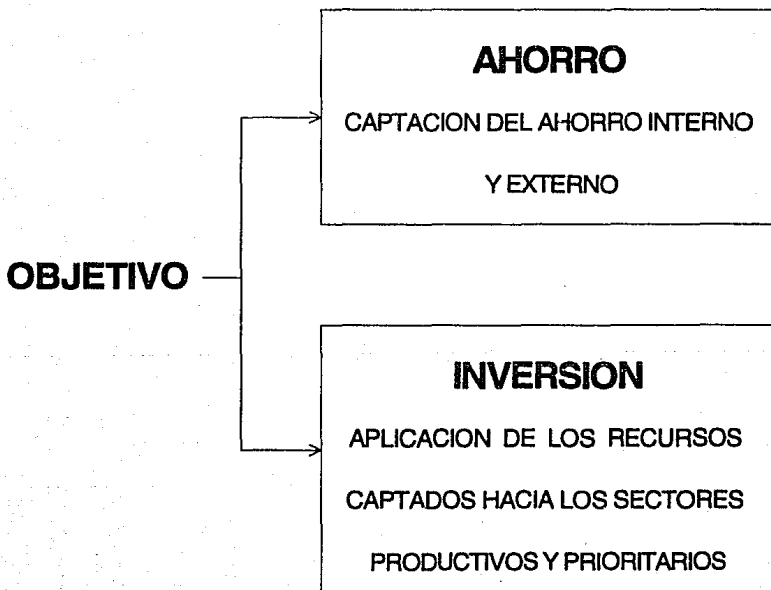 AHORRO
CAPTACION DEL AHORRO INTERNO
Y EXTERNO
OBJETIVO
INVERSION
APLICACION DE LOS RECURSOS
CAPTADOS HACIA LOS SECTORES
PRODUCTIVOS Y PRIORITARIOS